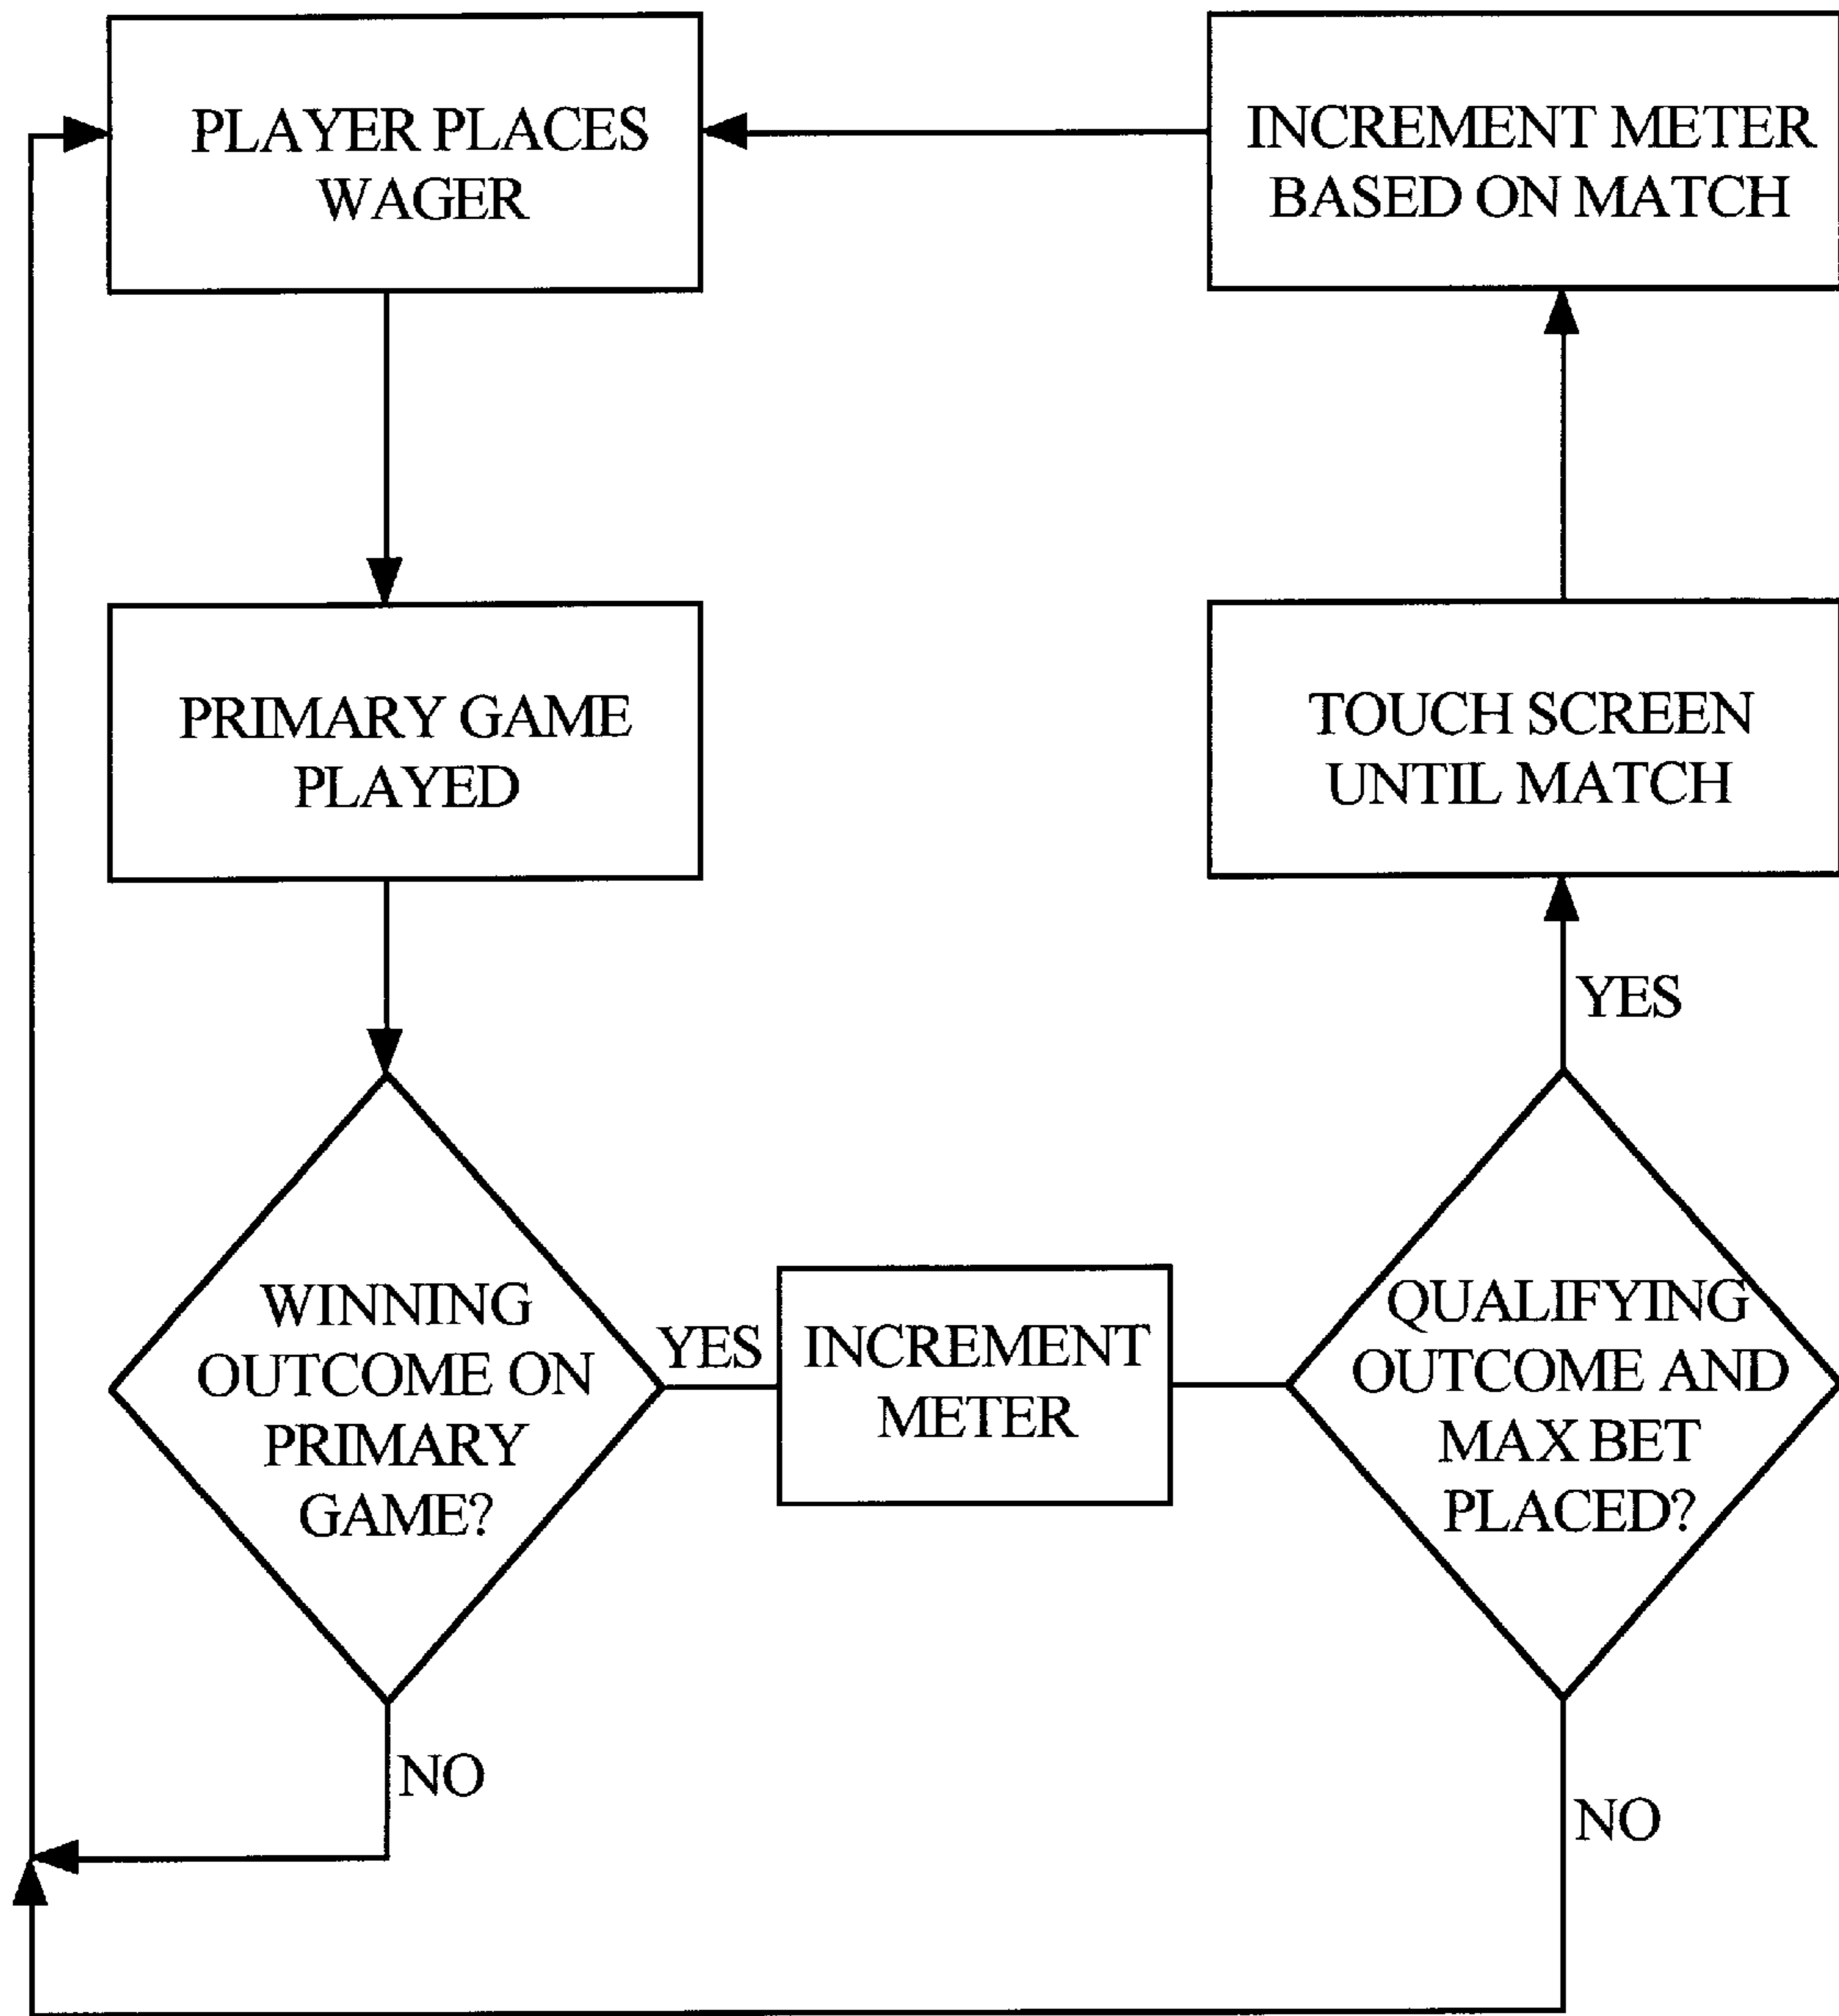 PLAYER PLACES
WAGER
INCREMENT METER
BASED ON MATCH
PRIMARY GAME
PLAYED
TOUCH SCREEN
UNTIL MATCH
YES
WINNING
OUTCOME ON
PRIMARY
GAME?
YES
INCREMENT
METER
QUALIFYING
OUTCOME AND
MAX BET
PLACED?
NO
NO